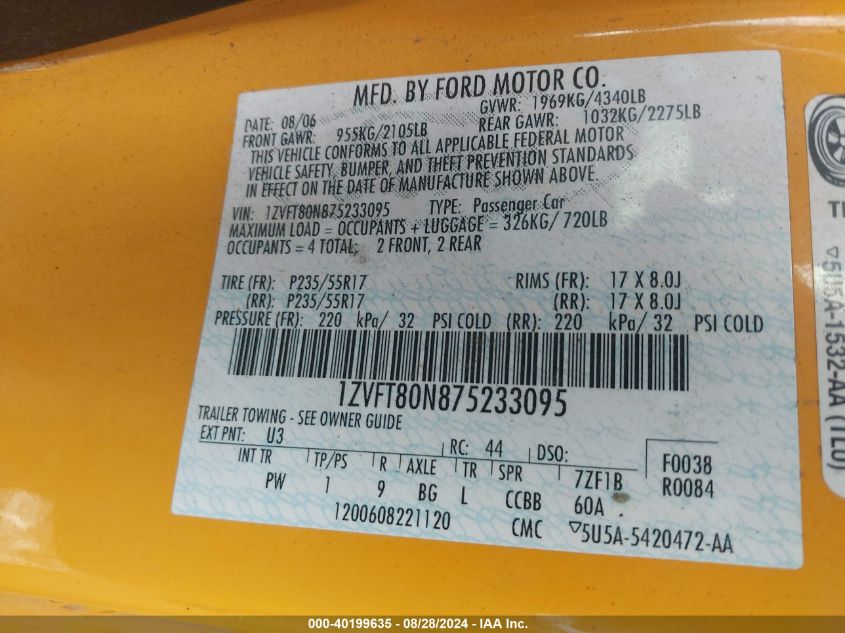 MFD. BY FORD MOTOR CO.
DATE: 08/06 GVWR: 1969KG/4340LB
FRONT GAWR: 955KG/2105LB REAR GAWR: 1032KG/2275LB
THIS VEHICLE CONFORMS TO ALL APPLICABLE FEDERAL MOTOR
VEHICLE SAFETY, BUMPER, AND THEFT PREVENTION STANDARDS
IN EFFECT ON THE DATE OF MANUFACTURE SHOWN ABOVE.
VIN: 1ZVFT80N875233095 TYPE: Passenger Car
MAXIMUM LOAD = OCCUPANTS + LUGGAGE = 326KG/ 720LB
OCCUPANTS = 4 TOTAL: 2 FRONT, 2 REAR
TIRE (FR): P235/55R17 RIMS (FR): 17 X 8.0J
(RR): P235/55R17 (RR): 17 X 8.0J
PRESSURE (FR): 220 kPa/ 32 PSI COLD (RR): 220 kPa/ 32 PSI COLD
1ZVFT80N875233095
TRAILER TOWING - SEE OWNER GUIDE
EXT PNT: U3 RC: 44 DSO:
INT TR TP/PS R AXLE TR SPR 7ZF1B F0038
PW 1 9 BG L CCBB 60A R0084
1200608221120 CMC ▽5U5A-5420472-AA
▽5U5A-1532-AA (TL0)
000-40199635 - 08/28/2024 - IAA Inc.